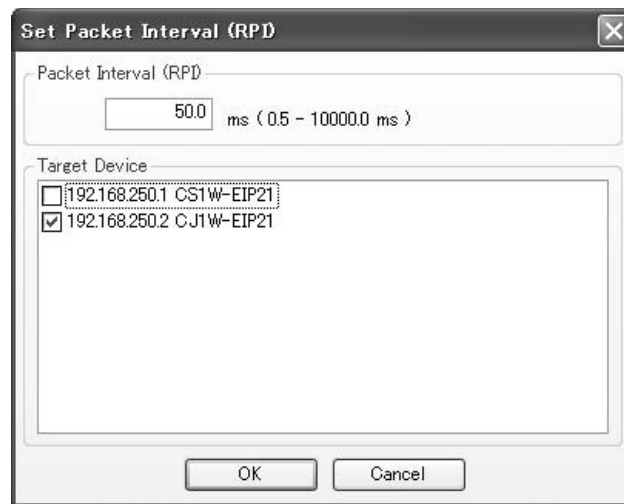 Set Packet Interval (RPI)
Packet Interval (RPI)
50.0 ms ( 0.5 - 10000.0 ms )
Target Device
192.168.250.1 CS1W-EIP21
192.168.250.2 CJ1W-EIP21
OK Cancel